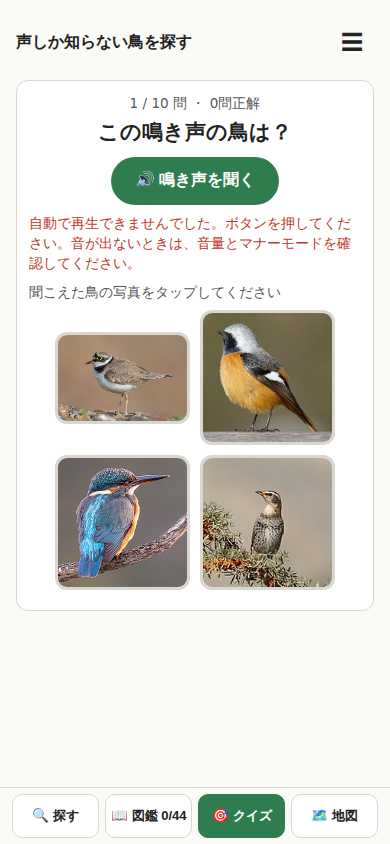 声しか知らない鳥を探す
1 / 10 問 ・ 0問正解
この鳴き声の鳥は？
🔊 鳴き声を聞く
自動で再生できませんでした。ボタンを押してくだ
さい。音が出ないときは、音量とマナーモードを確
認してください。
聞こえた鳥の写真をタップしてください
🔍 探す
📖 図鑑 0/44
🎯 クイズ
🗺️ 地図